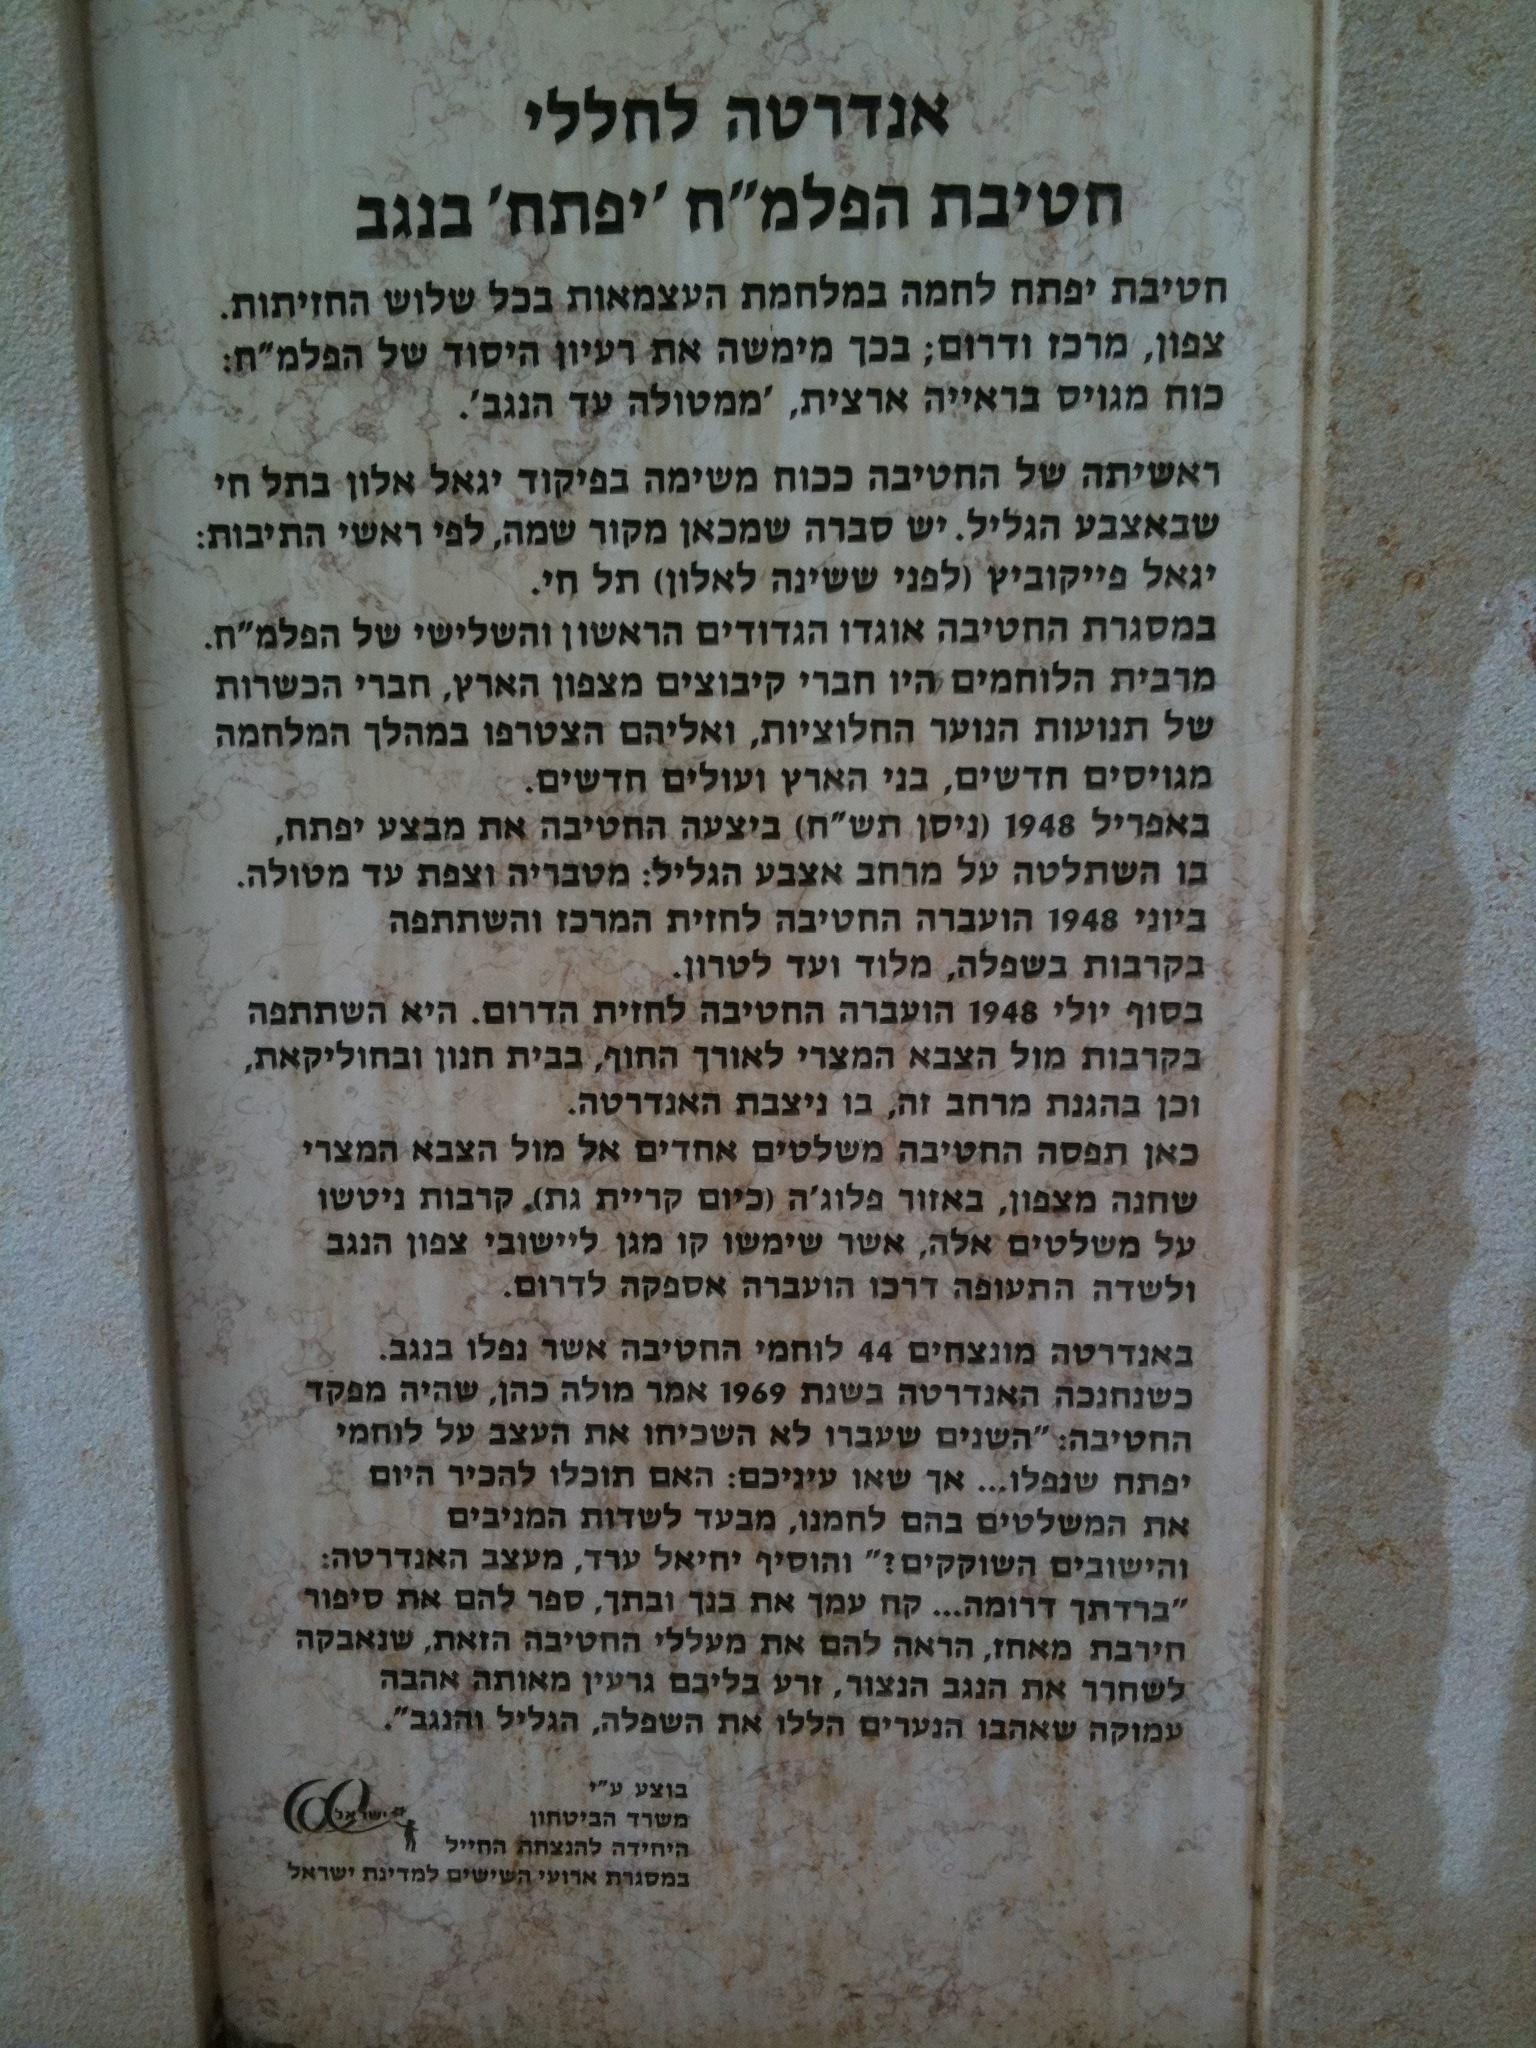 אנדרטה לחללי
חטיבת הפלמ"ח 'יפתח' בנגב
חטיבת יפתח לחמה במלחמת העצמאות בכל שלוש החזיתות.
צפון, מרכז ודרום; בכך מימשה את רעיון היסוד של הפלמ"ח:
כוח מגויס בראייה ארצית, 'ממטולה עד הנגב'.
ראשיתה של החטיבה ככוח משימה בפיקוד יגאל אלון בתל חי
שבאצבע הגליל. יש סברה שמכאן מקור שמה, לפי ראשי התיבות:
יגאל פייקוביץ (לפני ששינה לאלון) תל חי.
במסגרת החטיבה אוגדו הגדודים הראשון והשלישי של הפלמ"ח.
מרבית הלוחמים היו חברי קיבוצים מצפון הארץ, חברי הכשרות
של תנועות הנוער החלוציות, ואליהם הצטרפו במהלך המלחמה
מגויסים חדשים, בני הארץ ועולים חדשים.
באפריל 1948 (ניסן תש"ח) ביצעה החטיבה את מבצע יפתח,
בו השתלטה על מרחב אצבע הגליל: מטבריה וצפת עד מטולה.
ביוני 1948 הועברה החטיבה לחזית המרכז והשתתפה
בקרבות בשפלה, מלוד ועד לטרון.
בסוף יולי 1948 הועברה החטיבה לחזית הדרום. היא השתתפה
בקרבות מול הצבא המצרי לאורך החוף, בבית חנון ובחוליקאת,
וכן בהגנת מרחב זה, בו ניצבת האנדרטה.
כאן תפסה החטיבה משלטים אחדים אל מול הצבא המצרי
שחנה מצפון, באזור פלוג'ה (כיום קריית גת). קרבות ניטשו
על משלטים אלה, אשר שימשו קו מגן ליישובי צפון הנגב
ולשדה התעופה דרכו הועברה אספקה לדרום.
באנדרטה מונצחים 44 לוחמי החטיבה אשר נפלו בנגב.
כשנחנכה האנדרטה בשנת 1969 אמר מולה כהן, שהיה מפקד
החטיבה: "השנים שעברו לא השכיחו את העצב על לוחמי
יפתח שנפלו... אך שאו עיניכם: האם תוכלו להכיר היום
את המשלטים בהם לחמנו, מבעד לשדות המניבים
והישובים השוקקים?" והוסיף יחיאל ערד, מעצב האנדרטה:
"ברדתך דרומה... קח עמך את בנך ובתך, ספר להם את סיפור
חירבת מאחז, הראה להם את מעללי החטיבה הזאת, שנאבקה
לשחרר את הנגב הנצור, זרע בליבם גרעין מאותה אהבה
עמוקה שאהבו הנערים הללו את השפלה, הגליל והנגב".
בוצע ע"י
משרד הביטחון
היחידה להנצחת החייל
במסגרת ארועי השישים למדינת ישראל
60 ישראל